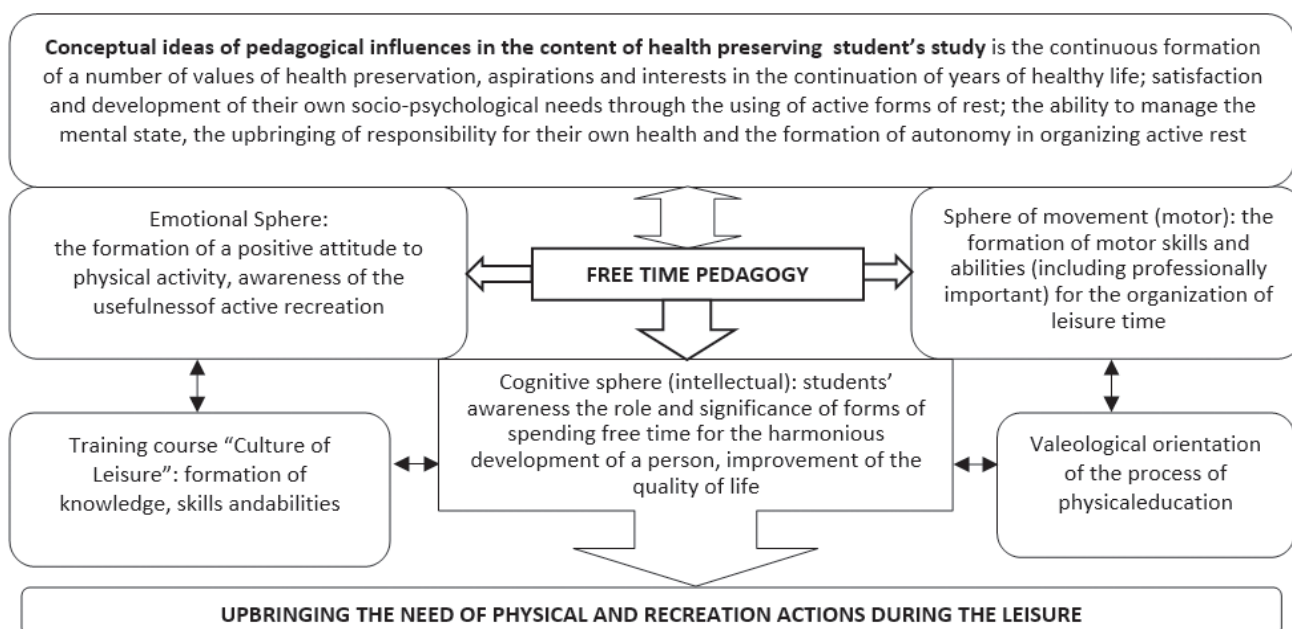 Conceptual ideas of pedagogical influences in the content of health preserving student's study is the continuous formation
of a number of values of health preservation, aspirations and interests in the continuation of years of healthy life; satisfaction
and development of their own socio-psychological needs through the using of active forms of rest; the ability to manage the
mental state, the upbringing of responsibility for their own health and the formation of autonomy in organizing active rest
Emotional Sphere:
the formation of a positive attitude to
physical activity, awareness of the
usefulnessof active recreation
FREE TIME PEDAGOGY
Sphere of movement (motor): the
formation of motor skills and
abilities (including professionally
important) for the organization of
leisure time
Training course “Culture of
Leisure”: formation of
knowledge, skills andabilities
Cognitive sphere (intellectual): students’
awareness the role and significance of forms of
spending free time for the harmonious
development of a person, improvement of the
quality of life
Valeological orientation
of the process of
physicaleducation
UPBRINGING THE NEED OF PHYSICAL AND RECREATION ACTIONS DURING THE LEISURE